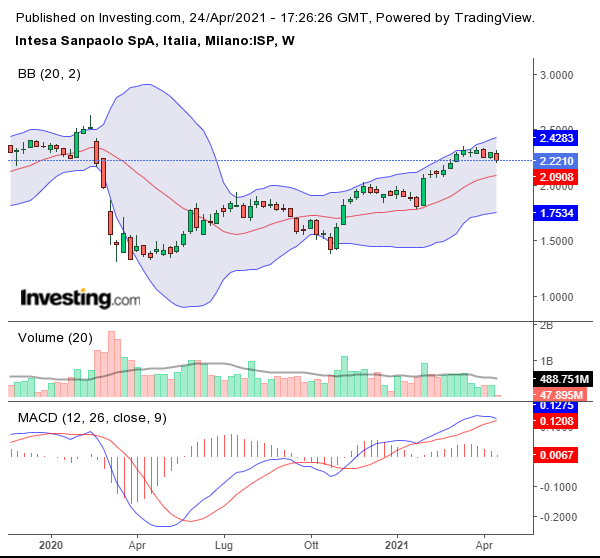 Published on Investing.com, 24/Apr/2021 - 17:26:26 GMT, Powered by TradingView.
Intesa Sanpaolo SpA, Italia, Milano:ISP, W
BB (20, 2)
3.0000
2.4283
2.2210
2.0908
2.0000
1.7534
1.5000
1.0000
Investing.com
Volume (20)
2B
1B
488.751M
47.895M
MACD (12, 26, close, 9)
0.1275
0.1208
0.0067
-0.1000
-0.2000
2020 Apr Lug Ott 2021 Apr